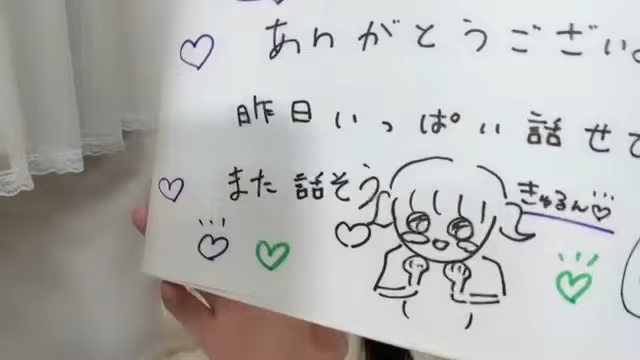 ありがとうござい
昨日いっぱい話せて
また話そう
きゅるん♡